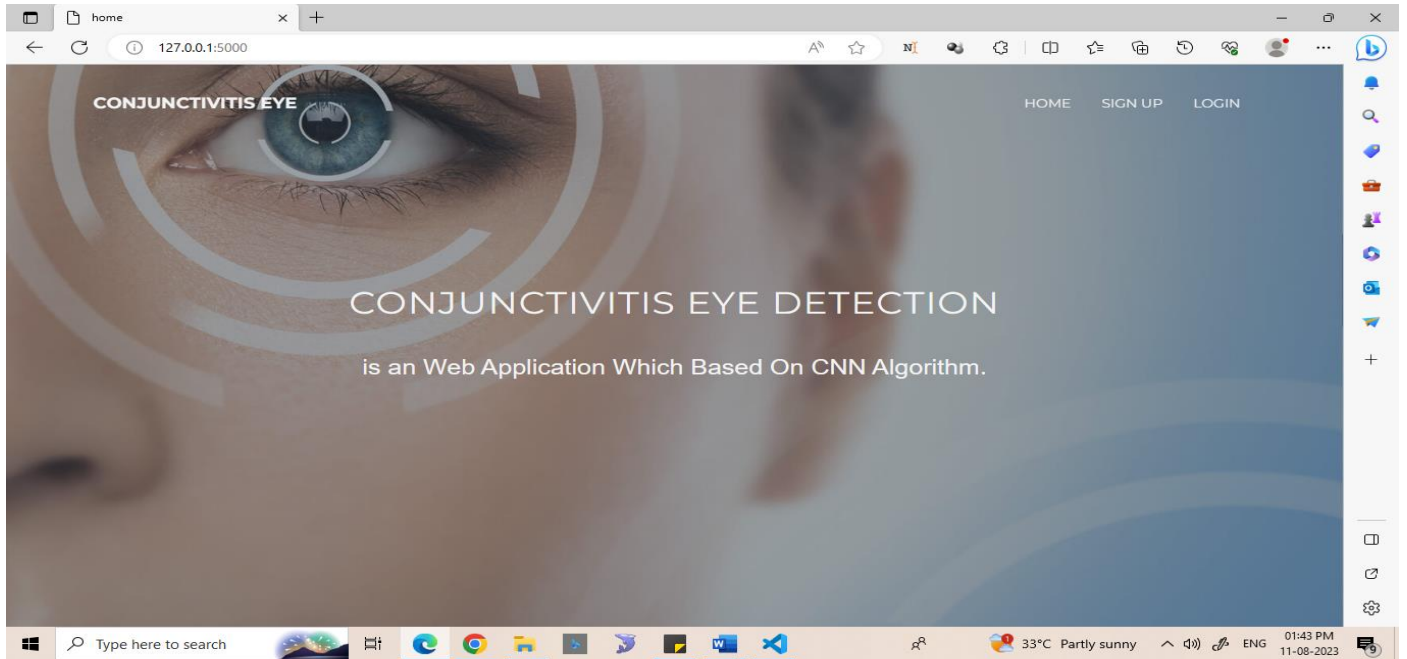 home
127.0.0.1:5000
CONJUNCTIVITIS EYE
HOME SIGN UP LOGIN
CONJUNCTIVITIS EYE DETECTION
is an Web Application Which Based On CNN Algorithm.
Type here to search
33°C Partly sunny
ENG
01:43 PM
11-08-2023
9